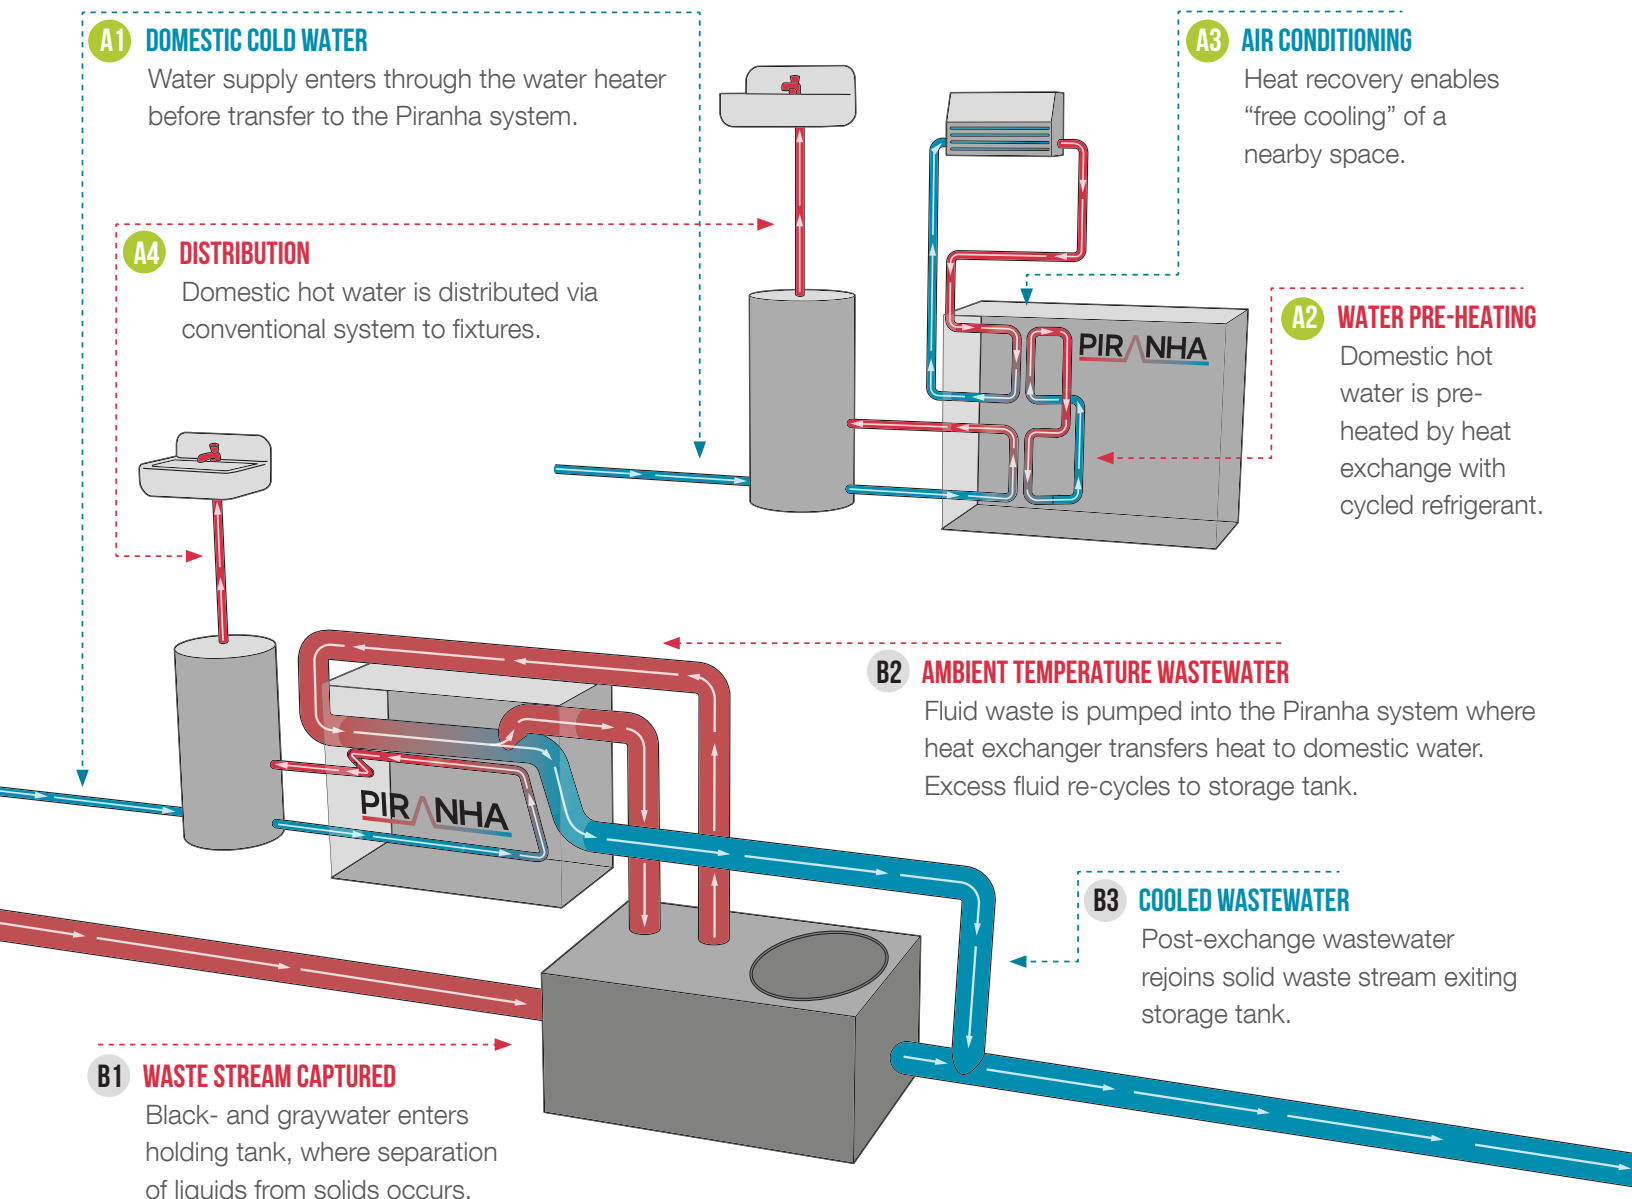 A1 DOMESTIC COLD WATER
Water supply enters through the water heater
before transfer to the Piranha system.
A3 AIR CONDITIONING
Heat recovery enables
“free cooling” of a
nearby space.
A4 DISTRIBUTION
Domestic hot water is distributed via
conventional system to fixtures.
PIRANHA
A2 WATER PRE-HEATING
Domestic hot
water is pre-
heated by heat
exchange with
cycled refrigerant.
B2 AMBIENT TEMPERATURE WASTEWATER
Fluid waste is pumped into the Piranha system where
heat exchanger transfers heat to domestic water.
Excess fluid re-cycles to storage tank.
PIRANHA
B3 COOLED WASTEWATER
Post-exchange wastewater
rejoins solid waste stream exiting
storage tank.
B1 WASTE STREAM CAPTURED
Black- and graywater enters
holding tank, where separation
of liquids from solids occurs.